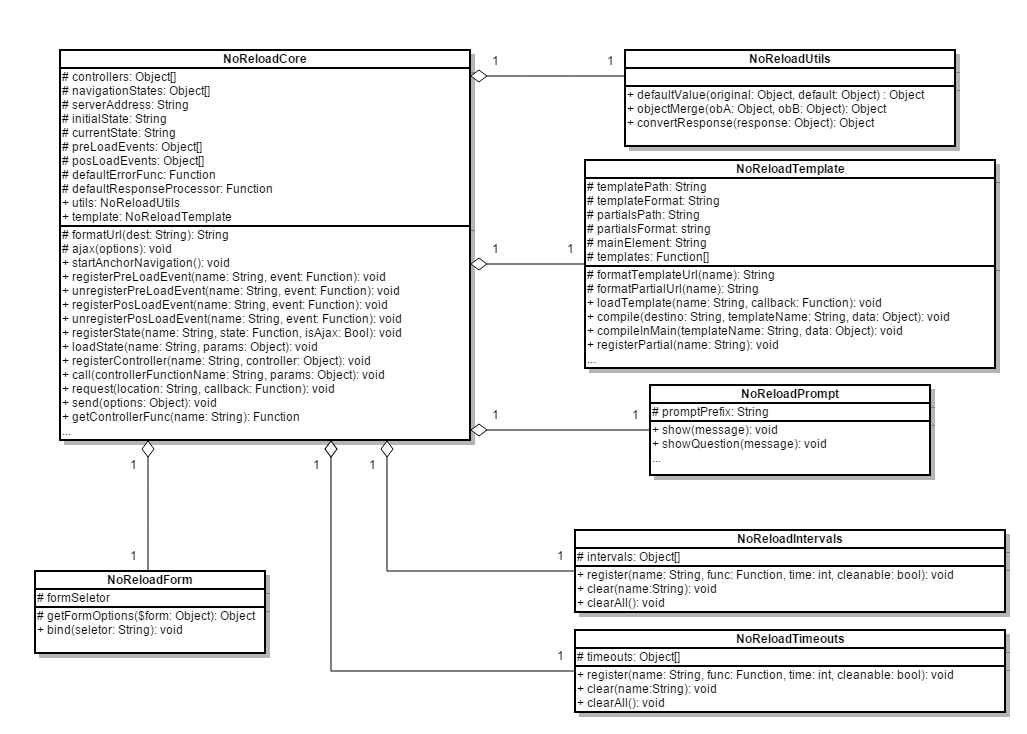 NoReloadCore
# controllers: Object[]
# navigationStates: Object[]
# serverAddress: String
# initialState: String
# currentState: String
# preLoadEvents: Object[]
# posLoadEvents: Object[]
# defaultErrorFunc: Function
# defaultResponseProcessor: Function
+ utils: NoReloadUtils
+ template: NoReloadTemplate
# formatUrl(dest: String): String
# ajax(options): void
+ startAnchorNavigation(): void
+ registerPreLoadEvent(name: String, event: Function): void
+ unregisterPreLoadEvent(name: String, event: Function): void
+ registerPosLoadEvent(name: String, event: Function): void
+ unregisterPosLoadEvent(name: String, event: Function): void
+ registerState(name: String, state: Function, isAjax: Bool): void
+ loadState(name: String, params: Object): void
+ registerController(name: String, controller: Object): void
+ call(controllerFunctionName: String, params: Object): void
+ request(location: String, callback: Function): void
+ send(options: Object): void
+ getControllerFunc(name: String): Function
...
1 1
NoReloadUtils
+ defaultValue(original: Object, default: Object) : Object
+ objectMerge(obA: Object, obB: Object): Object
+ convertResponse(response: Object): Object
1 1
NoReloadTemplate
# templatePath: String
# templateFormat: String
# partialsPath: String
# partialsFormat: string
# mainElement: String
# templates: Function[]
# formatTemplateUrl(name): String
# formatPartialUrl(name): String
+ loadTemplate(name: String, callback: Function): void
+ compile(destino: String, templateName: String, data: Object): void
+ compileInMain(templateName: String, data: Object): void
+ registerPartial(name: String): void
...
1 1
NoReloadPrompt
# promptPrefix: String
+ show(message): void
+ showQuestion(message): void
...
1 1 1
1
NoReloadForm
# formSeletor
# getFormOptions($form: Object): Object
+ bind(seletor: String): void
1
NoReloadIntervals
# intervals: Object[]
+ register(name: String, func: Function, time: int, cleanable: bool): void
+ clear(name:String): void
+ clearAll(): void
1
NoReloadTimeouts
# timeouts: Object[]
+ register(name: String, func: Function, time: int, cleanable: bool): void
+ clear(name:String): void
+ clearAll(): void